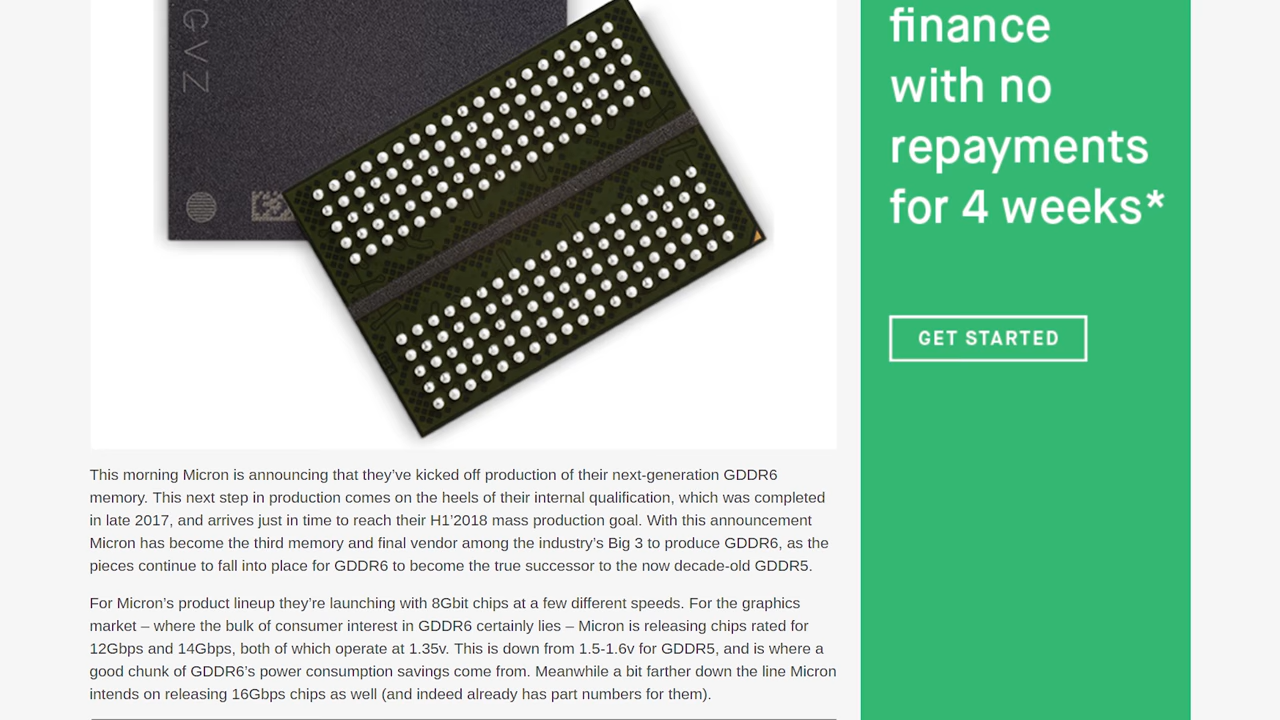 GVZ
This morning Micron is announcing that they’ve kicked off production of their next-generation GDDR6
memory. This next step in production comes on the heels of their internal qualification, which was completed
in late 2017, and arrives just in time to reach their H1’2018 mass production goal. With this announcement
Micron has become the third memory and final vendor among the industry’s Big 3 to produce GDDR6, as the
pieces continue to fall into place for GDDR6 to become the true successor to the now decade-old GDDR5.
For Micron’s product lineup they’re launching with 8Gbit chips at a few different speeds. For the graphics
market – where the bulk of consumer interest in GDDR6 certainly lies – Micron is releasing chips rated for
12Gbps and 14Gbps, both of which operate at 1.35v. This is down from 1.5-1.6v for GDDR5, and is where a
good chunk of GDDR6’s power consumption savings come from. Meanwhile a bit farther down the line Micron
intends on releasing 16Gbps chips as well (and indeed already has part numbers for them).
finance
with no
repayments
for 4 weeks*
GET STARTED